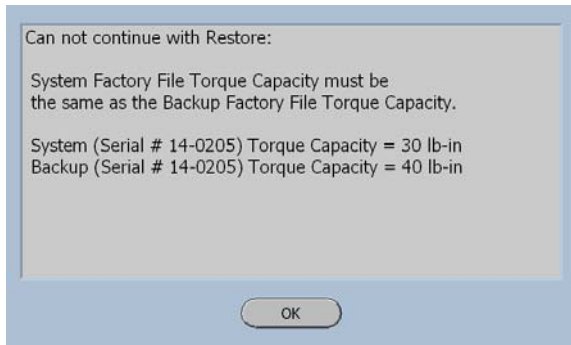 Can not continue with Restore:
System Factory File Torque Capacity must be
the same as the Backup Factory File Torque Capacity.
System (Serial # 14-0205) Torque Capacity = 30 lb-in
Backup (Serial # 14-0205) Torque Capacity = 40 lb-in
OK